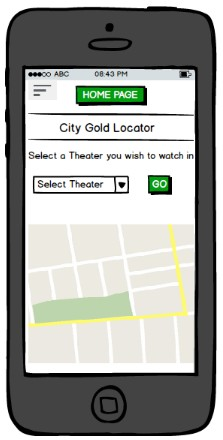 ABC 08:43 PM
HOME PAGE
City Gold Locator
Select a Theater you wish to watch in
Select Theater
GO